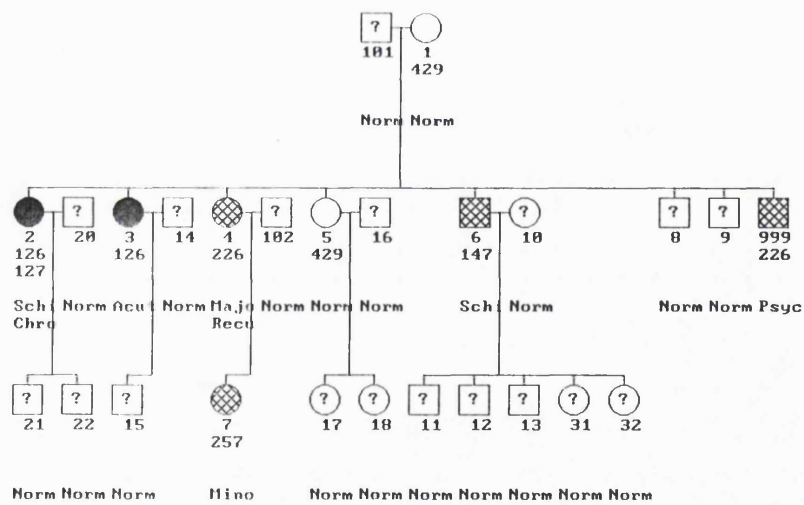 ? 
101 1
429
Norm Norm
? ? ? ? ? ? ?
2 20 3 14 4 102 5 16 6 10 8 9 999
126 126 226 429 147 226
127
Schi Norm Acut Norm Majo Norm Norm Norm Schi Norm Norm Norm Psyc
Chro Recu
? ? ? ? ? ? ? ? ? ?
21 22 15 7 17 18 11 12 13 31 32
257
Norm Norm Norm Mino Norm Norm Norm Norm Norm Norm Norm